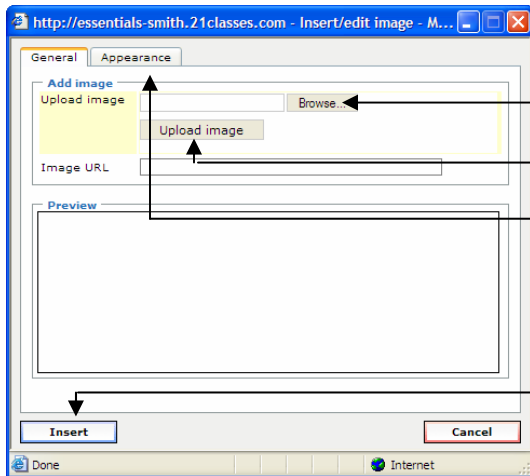 http://essentials-smith.21classes.com - Insert/edit image - M...
General Appearance
Add image
Upload image Browse...
Upload image
Image URL
Preview
Insert Cancel
Done Internet